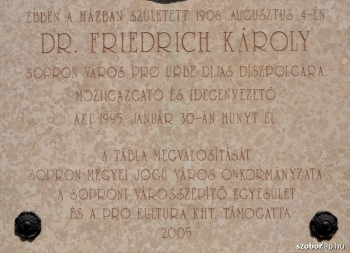 EBBEN A HÁZBAN SZÜLETETT 1906. AUGUSZTUS 4-ÉN
DR. FRIEDRICH KÁROLY
SOPRON VÁROS PRO URBE-DÍJAS DÍSZPOLGÁRA,
MOZIIGAZGATÓ ÉS IDEGENVEZETŐ
AKI 1995. JANUÁR 30-ÁN HUNYT EL.
A TÁBLA MEGVALÓSÍTÁSÁT
SOPRON MEGYEI JOGÚ VÁROS ÖNKORMÁNYZATA,
A SOPRONI VÁROSSZÉPÍTŐ EGYESÜLET
ÉS A PRO KULTÚRA KHT. TÁMOGATTA
2005
szoborlap.hu